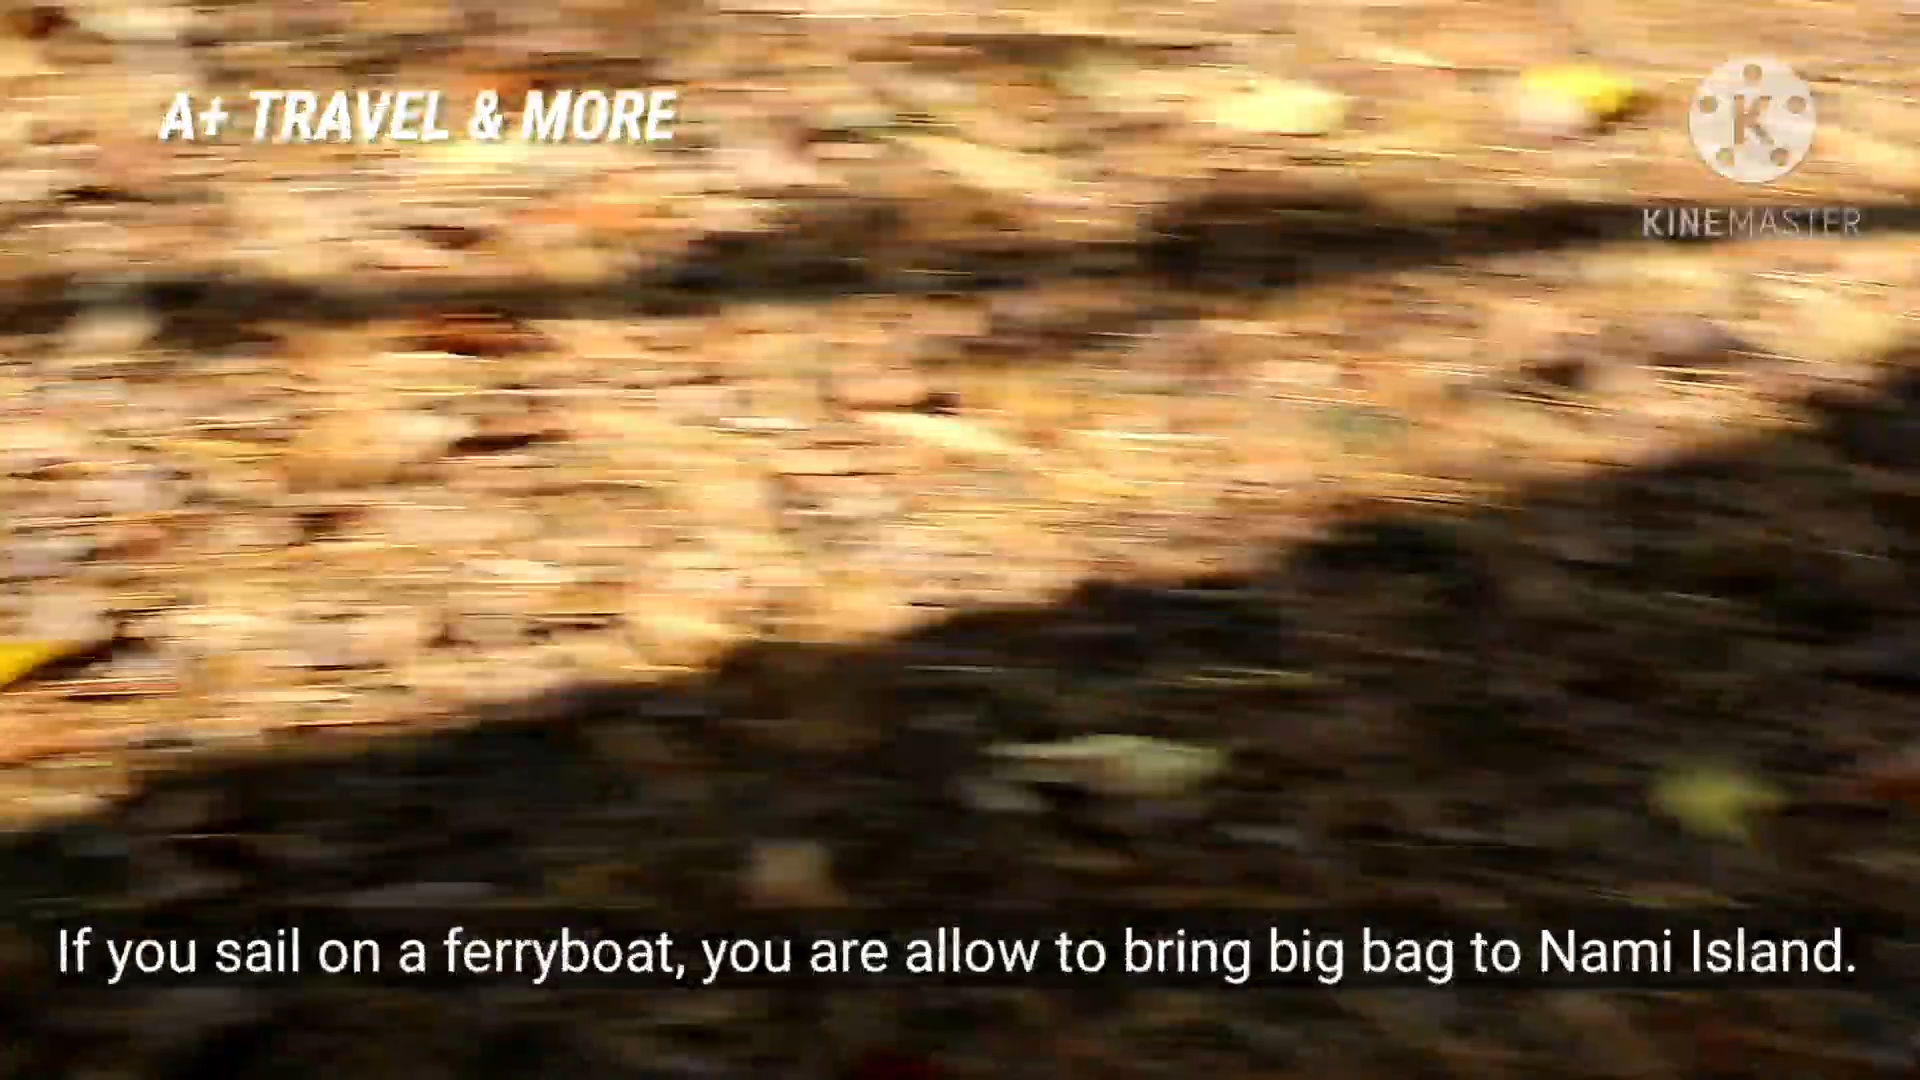 A+ TRAVEL & MORE
K
KINEMASTER
If you sail on a ferryboat, you are allow to bring big bag to Nami Island.